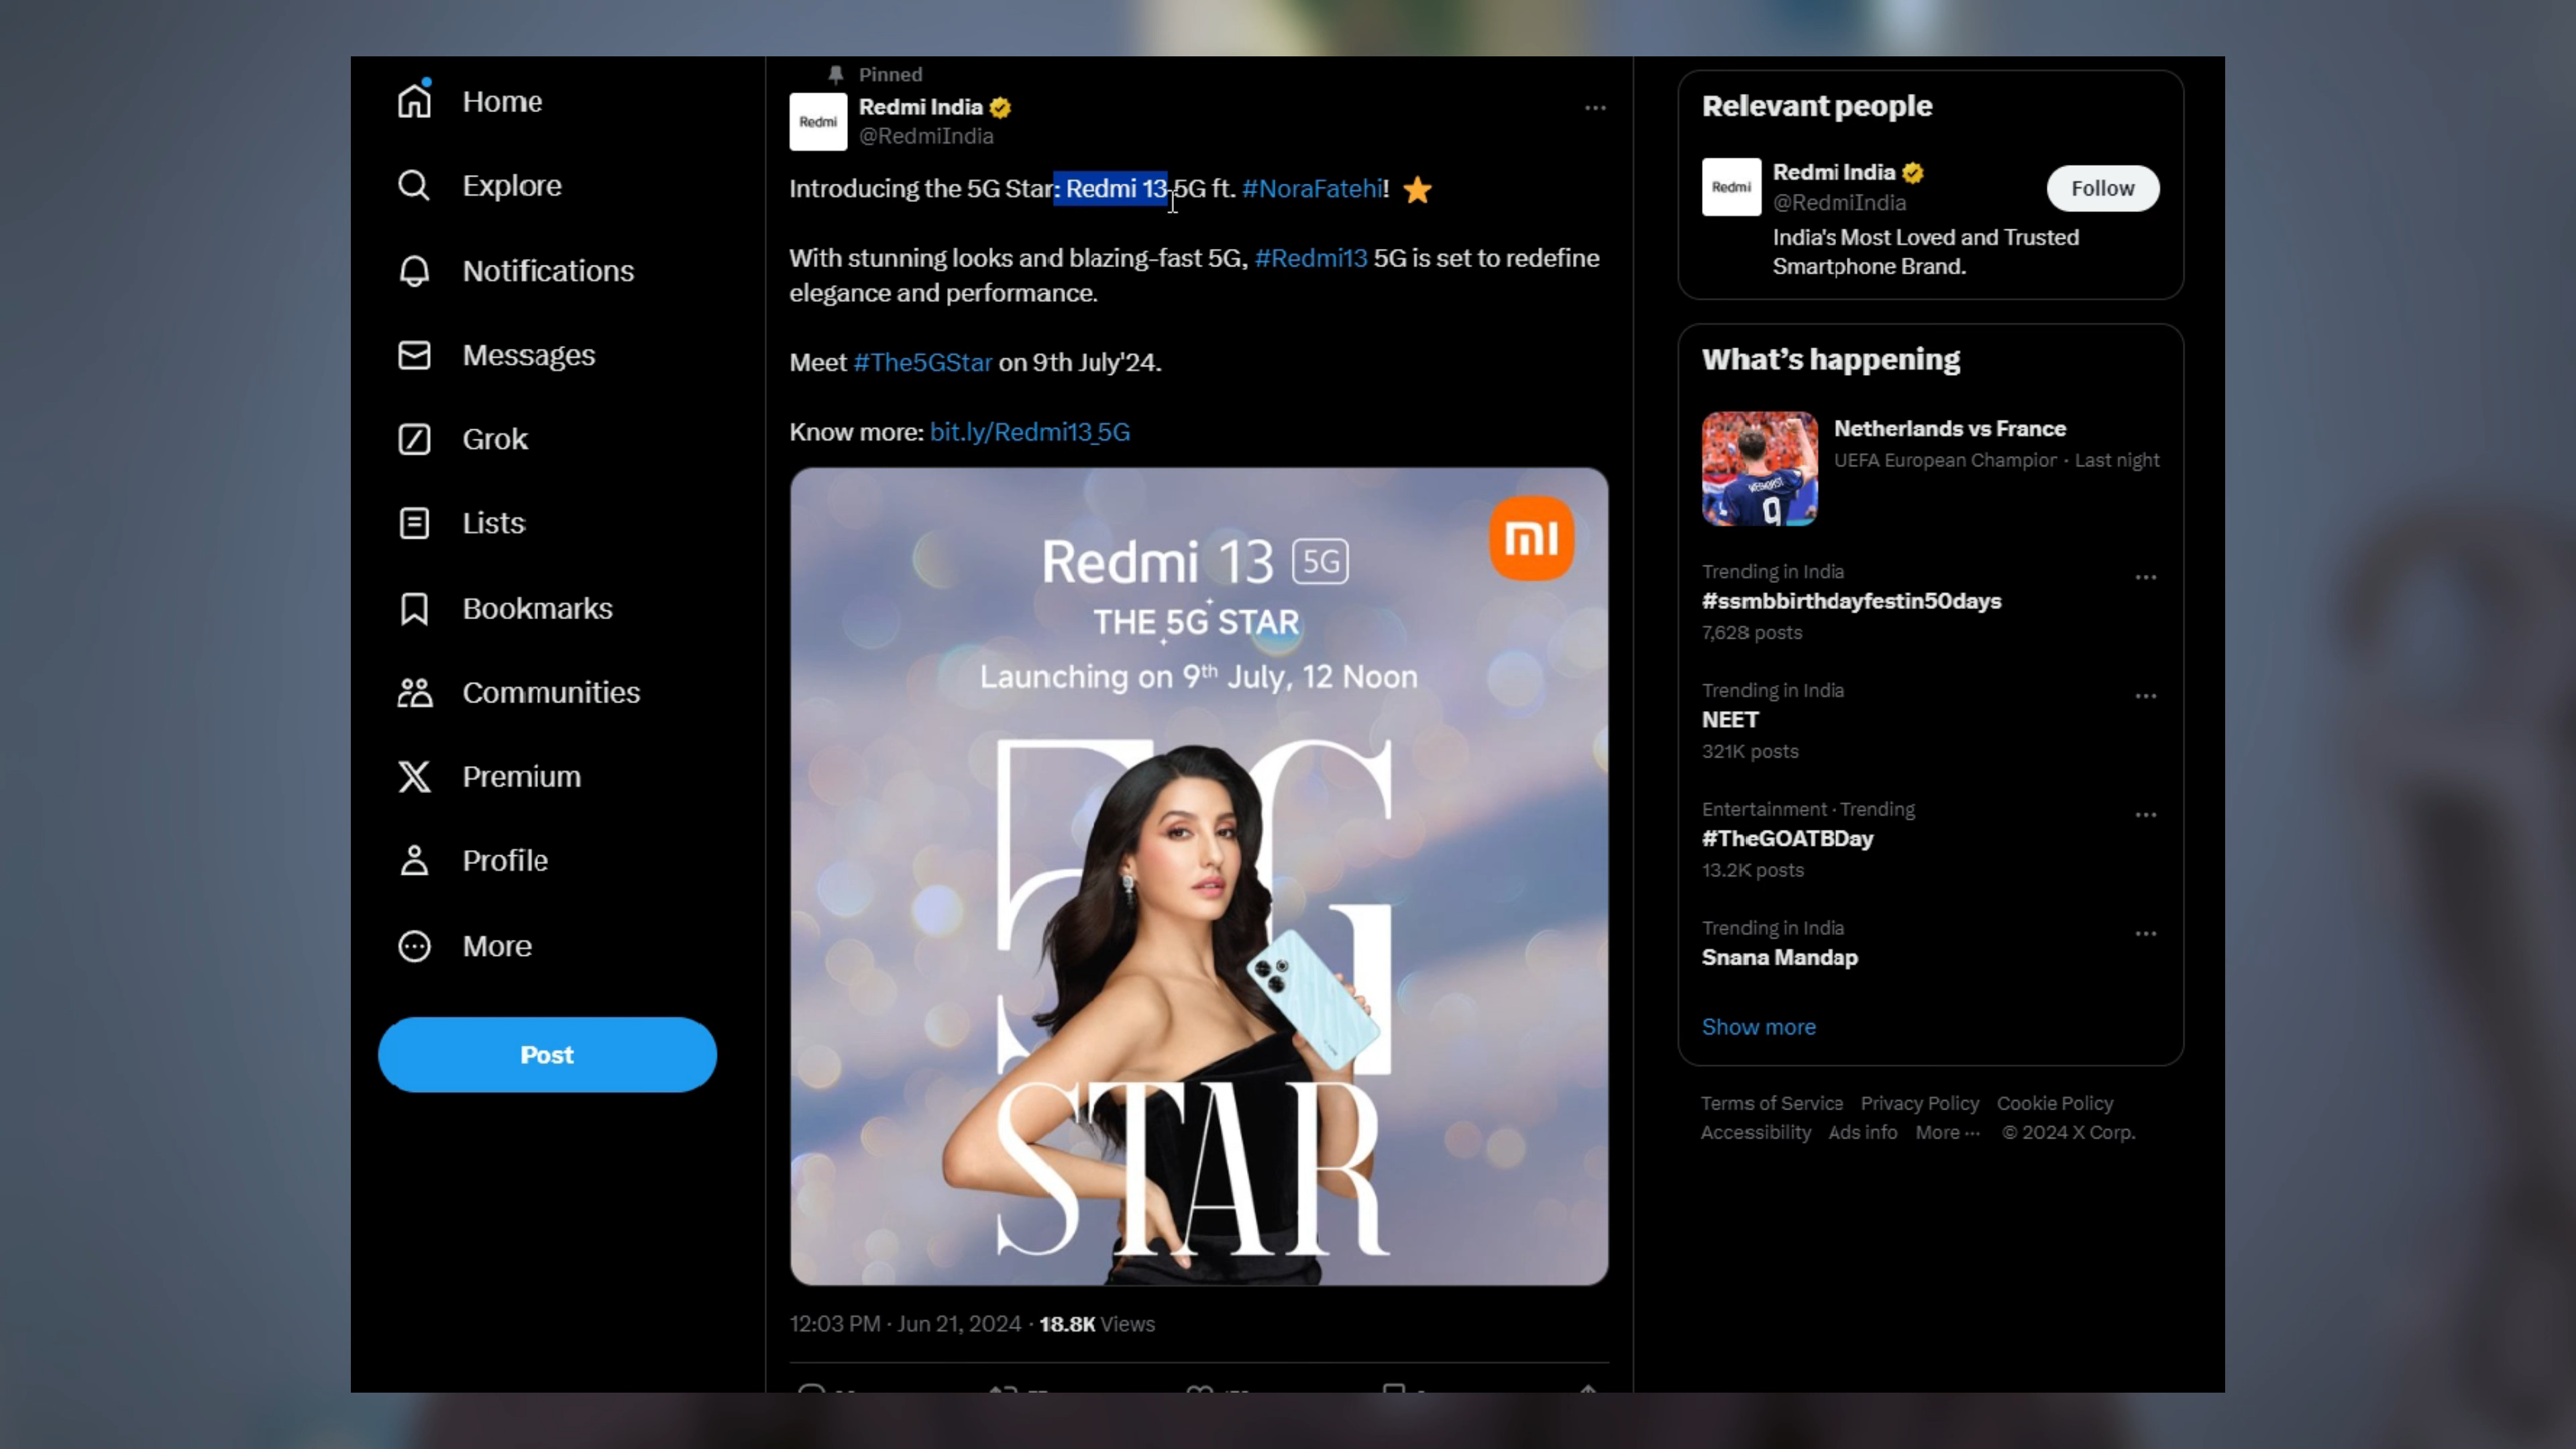 Home
Explore
Notifications
Messages
Grok
Lists
Bookmarks
Communities
Premium
Profile
More
Post
Pinned
Redmi
Redmi India
@RedmiIndia
Introducing the 5G Star: Redmi 13 5G ft. #NoraFatehi!
With stunning looks and blazing-fast 5G, #Redmi13 5G is set to redefine
elegance and performance.
Meet #The5GStar on 9th July'24.
Know more: bit.ly/Redmi13_5G
Redmi 13 5G
THE 5G STAR
Launching on 9th July, 12 Noon
5G
STAR
12:03 PM · Jun 21, 2024 · 18.8K Views
Relevant people
Redmi
Redmi India
@RedmiIndia
Follow
India's Most Loved and Trusted
Smartphone Brand.
What's happening
Netherlands vs France
UEFA European Champior · Last night
WEGHORST
9
Trending in India
#ssmbbirthdayfestin50days
7,628 posts
Trending in India
NEET
321K posts
Entertainment · Trending
#TheGOATBDay
13.2K posts
Trending in India
Snana Mandap
Show more
Terms of Service Privacy Policy Cookie Policy
Accessibility Ads info More ··· © 2024 X Corp.